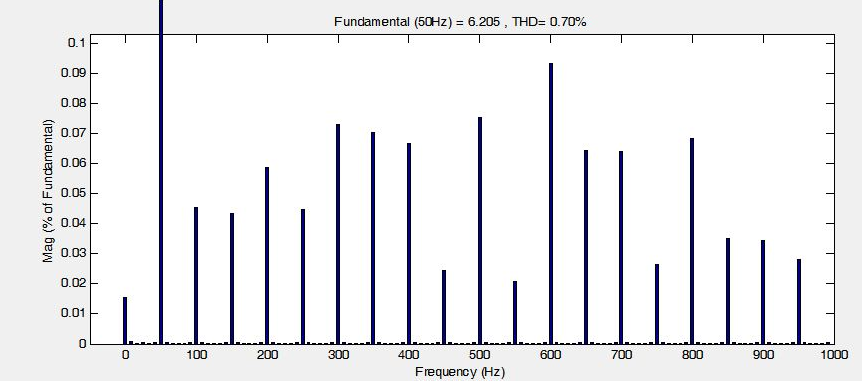 Fundamental (50Hz) = 6.205 , THD= 0.70%
0.1
0.09
0.08
0.07
0.06
0.05
0.04
0.03
0.02
0.01
0
Mag (% of Fundamental)
0 100 200 300 400 500 600 700 800 900 1000
Frequency (Hz)